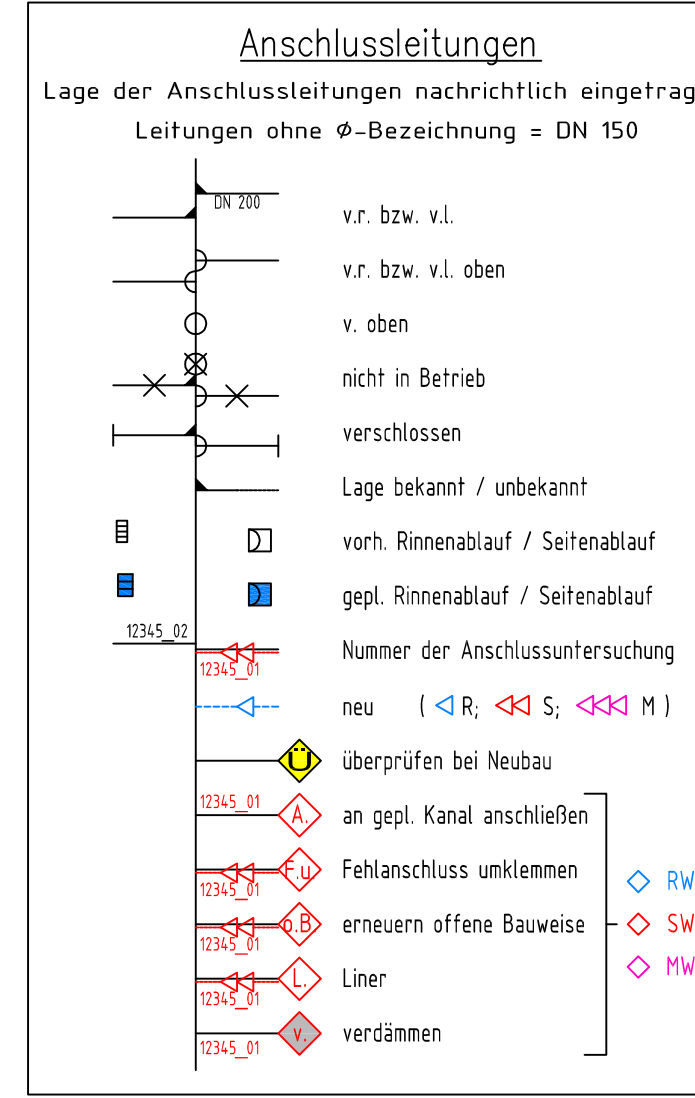 Anschlussleitungen
Lage der Anschlussleitungen nachrichtlich eingetrag
Leitungen ohne Φ-Bezeichnung = DN 150
DN 200
v.r. bzw. v.l.
v.r. bzw. v.l. oben
v. oben
nicht in Betrieb
verschlossen
Lage bekannt / unbekannt
vorh. Rinnenablauf / Seitenablauf
gepl. Rinnenablauf / Seitenablauf
12345_02
12345_01 Nummer der Anschlussuntersuchung
neu ( R; S; M )
Ü überprüfen bei Neubau
12345_01 A. an gepl. Kanal anschließen
12345_01 F.u Fehlanschluss umklemmen
RW
12345_01 o.B erneuern offene Bauweise
SW
MW
12345_01 L. Liner
12345_01 v. verdämmen